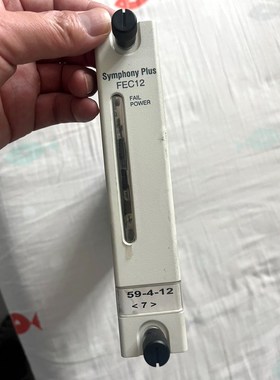 Symphony Plus
FEC12
FAIL
POWER
59-4-12
< 7 >